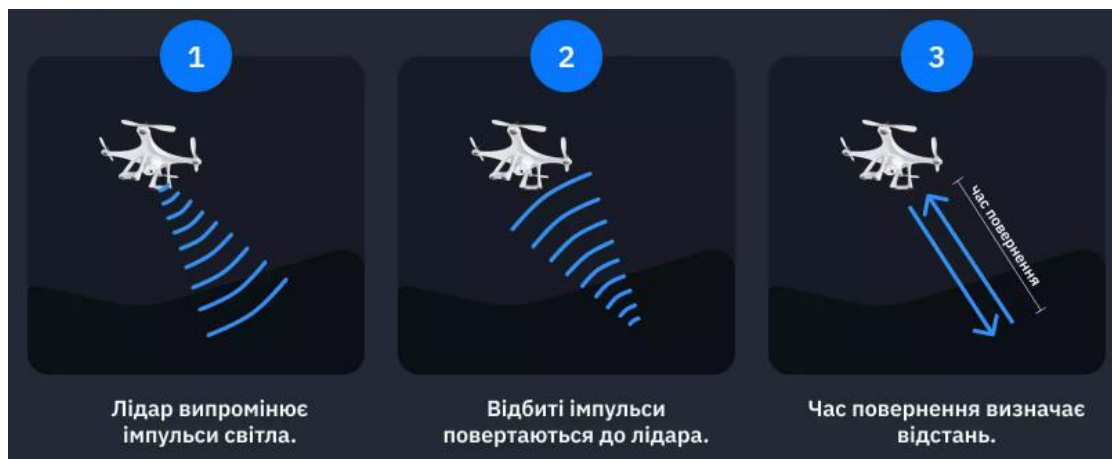 1
2
3
час повернення
Лідар випромінює
імпульси світла.
Відбиті імпульси
повертаються до лідара.
Час повернення визначає
відстань.